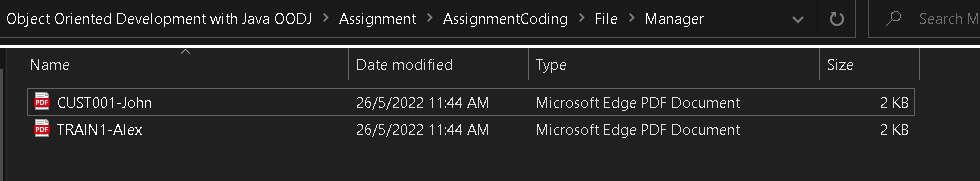 Object Oriented Development with Java OODJ > Assignment > AssignmentCoding > File > Manager Search M
Name Date modified Type Size
PDF CUST001-John 26/5/2022 11:44 AM Microsoft Edge PDF Document 2 KB
PDF TRAIN1-Alex 26/5/2022 11:44 AM Microsoft Edge PDF Document 2 KB